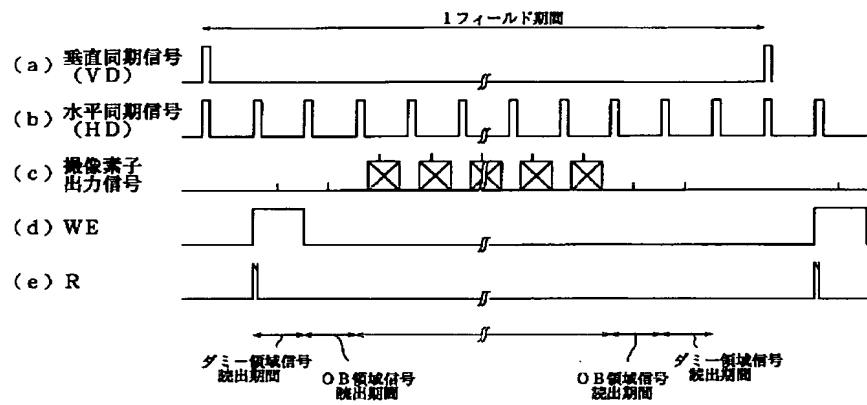 1フィールド期間
(a) 垂直同期信号
(VD)
(b) 水平同期信号
(HD)
(c) 撮像素子
出力信号
(d) WE
(e) R
ダミー領域信号
読出期間
OB領域信号
読出期間
OB領域信号
読出期間
ダミー領域信号
読出期間